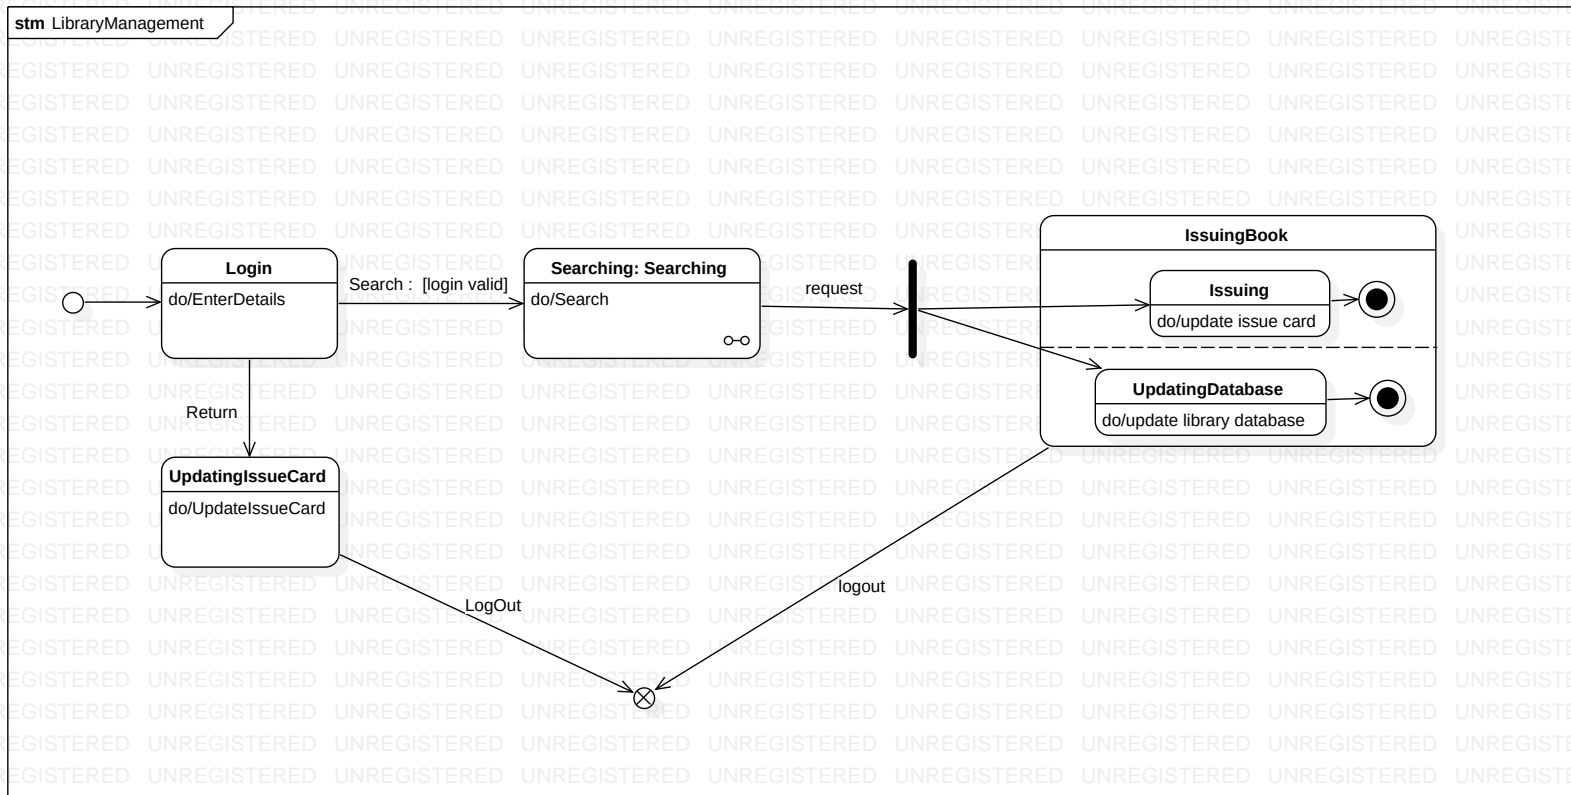 stm LibraryManagement
IssuingBook
Login
do/EnterDetails
Search : [login valid]
Searching: Searching
do/Search
request
Issuing
do/update issue card
UpdatingDatabase
do/update library database
Return
UpdatingIssueCard
do/UpdateIssueCard
LogOut
logout
UNREGISTERED